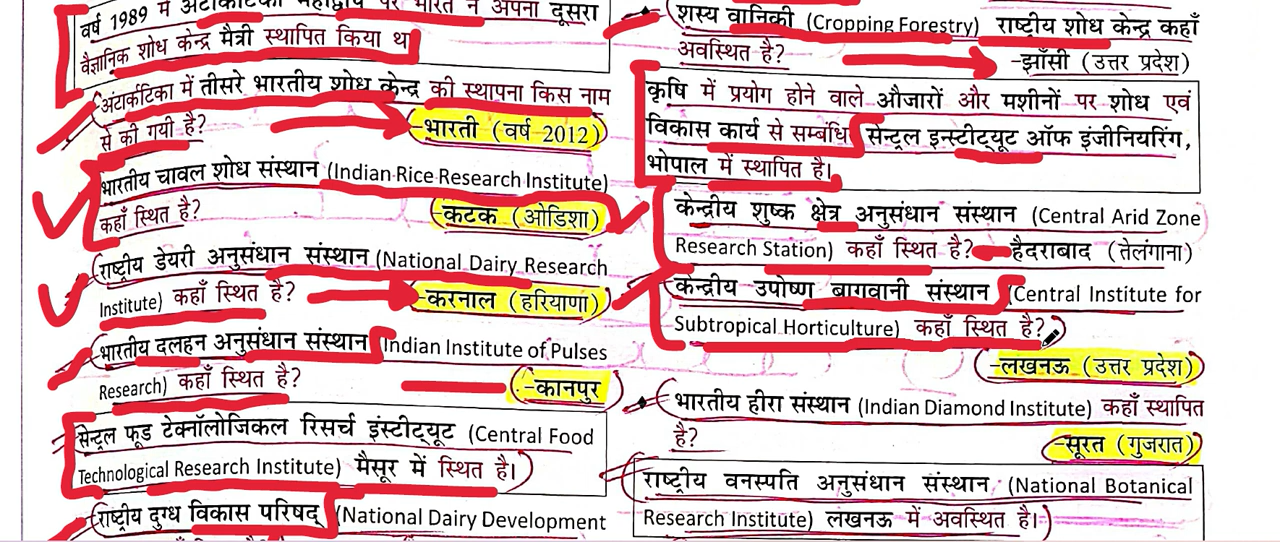 वर्ष 1989 में अंटार्कटिका महाद्वीप पर भारत ने अपना दूसरा
वैज्ञानिक शोध केन्द्र मैत्री स्थापित किया था
अंटार्कटिका में तीसरे भारतीय शोध केन्द्र की स्थापना किस नाम
से की गयी है?
-भारती (वर्ष 2012)
भारतीय चावल शोध संस्थान (Indian Rice Research Institute)
कहाँ स्थित है?
-कटक (ओडिशा)
राष्ट्रीय डेयरी अनुसंधान संस्थान (National Dairy Research
Institute) कहाँ स्थित है?
-करनाल (हरियाणा)
भारतीय दलहन अनुसंधान संस्थान (Indian Institute of Pulses
Research) कहाँ स्थित है?
-कानपुर
सेन्ट्रल फूड टेक्नॉलोजिकल रिसर्च इंस्टीट्यूट (Central Food
Technological Research Institute) मैसूर में स्थित है।
राष्ट्रीय दुग्ध विकास परिषद् (National Dairy Development
शस्य वानिकी (Cropping Forestry) राष्ट्रीय शोध केन्द्र कहाँ
अवस्थित है?
-झाँसी (उत्तर प्रदेश)
कृषि में प्रयोग होने वाले औजारों और मशीनों पर शोध एवं
विकास कार्य से सम्बंधि सेन्ट्रल इन्स्टीट्यूट ऑफ इंजीनियरिंग,
भोपाल में स्थापित है।
केन्द्रीय शुष्क क्षेत्र अनुसंधान संस्थान (Central Arid Zone
Research Station) कहाँ स्थित है? -हैदराबाद (तेलंगाना)
केन्द्रीय उपोष्ण बागवानी संस्थान (Central Institute for
Subtropical Horticulture) कहाँ स्थित है?
-लखनऊ (उत्तर प्रदेश)
भारतीय हीरा संस्थान (Indian Diamond Institute) कहाँ स्थापित
है?
-सूरत (गुजरात)
राष्ट्रीय वनस्पति अनुसंधान संस्थान (National Botanical
Research Institute) लखनऊ में अवस्थित है।